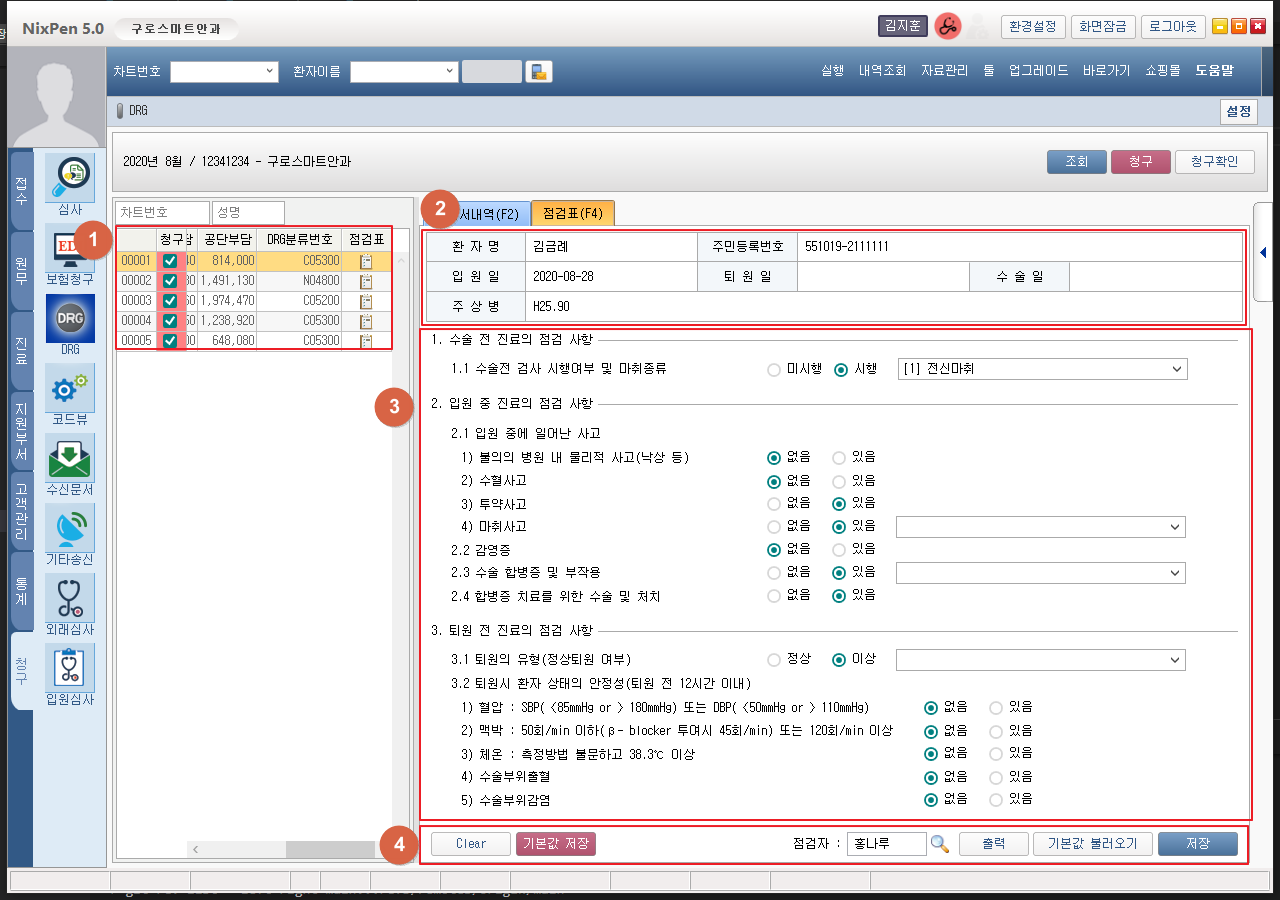 NixPen 5.0 구로스마트안과 김지훈 환경설정 화면잠금 로그아웃
차트번호 환자이름 실행 내역조회 자료관리 툴 업그레이드 바로가기 쇼핑몰 도움말
DRG 설정
2020년 8월 / 12341234 - 구로스마트안과 조회 청구 청구확인
접수
원무
진료
지원부서
고객관리
통계
청구
심사
보험청구
DRG
코드뷰
수신문서
기타송신
외래심사
입원심사
차트번호 성명
1
청구 공단부담 DRG분류번호 점검표
00001 814,000 C05300
00002 1,491,130 N04800
00003 1,974,470 C05200
00004 1,238,920 C05300
00005 648,080 C05300
2 서내역(F2) 점검표(F4)
환 자 명 김금례 주민등록번호 551019-2111111
입 원 일 2020-08-28 퇴 원 일 수 술 일
주 상 병 H25.90
3
1. 수술 전 진료의 점검 사항
1.1 수술전 검사 시행여부 및 마취종류 미시행 시행 [1] 전신마취
2. 입원 중 진료의 점검 사항
2.1 입원 중에 일어난 사고
1) 불의의 병원 내 물리적 사고(낙상 등) 없음 있음
2) 수혈사고 없음 있음
3) 투약사고 없음 있음
4) 마취사고 없음 있음
2.2 감염증 없음 있음
2.3 수술 합병증 및 부작용 없음 있음
2.4 합병증 치료를 위한 수술 및 처치 없음 있음
3. 퇴원 전 진료의 점검 사항
3.1 퇴원의 유형(정상퇴원 여부) 정상 이상
3.2 퇴원시 환자 상태의 안정성(퇴원 전 12시간 이내)
1) 혈압 : SBP( <85mmHg or > 180mmHg) 또는 DBP( <50mmHg or > 110mmHg) 없음 있음
2) 맥박 : 50회/min 이하(β- blocker 투여시 45회/min) 또는 120회/min 이상 없음 있음
3) 체온 : 측정방법 불문하고 38.3℃ 이상 없음 있음
4) 수술부위출혈 없음 있음
5) 수술부위감염 없음 있음
4 Clear 기본값 저장 점검자 : 홍나루 출력 기본값 불러오기 저장